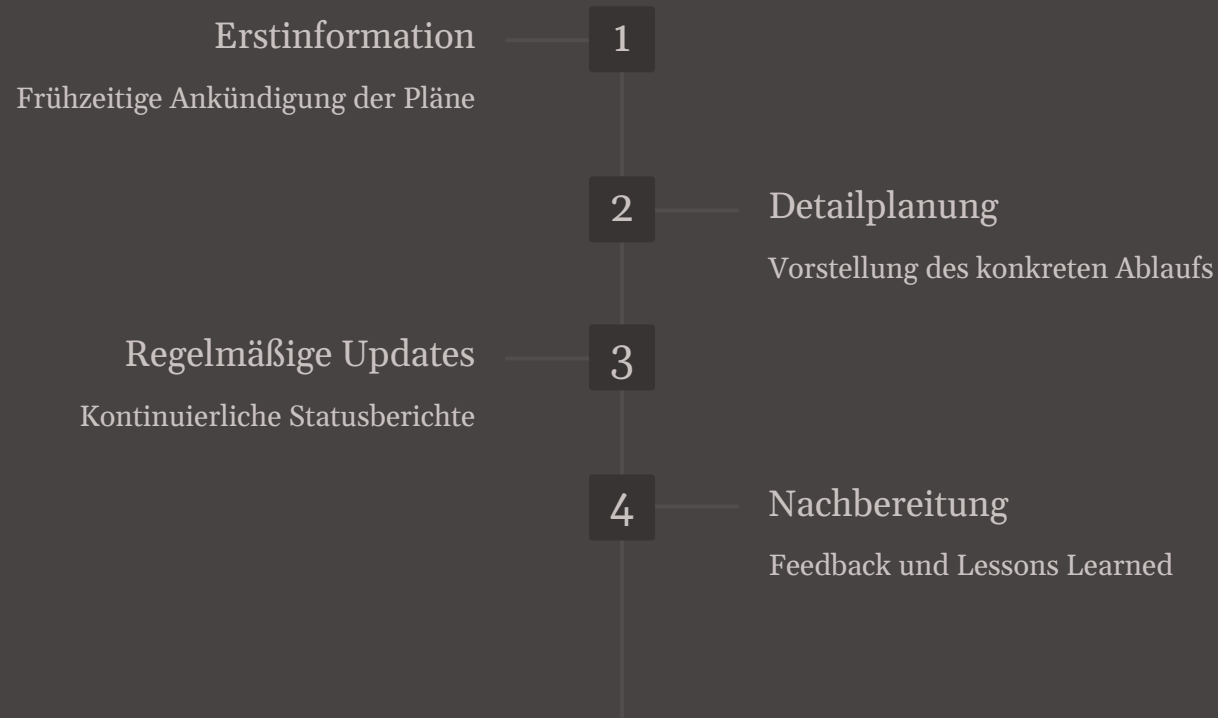 Erstinformation
1
Frühzeitige Ankündigung der Pläne
2
Detailplanung
Vorstellung des konkreten Ablaufs
Regelmäßige Updates
3
Kontinuierliche Statusberichte
4
Nachbereitung
Feedback und Lessons Learned